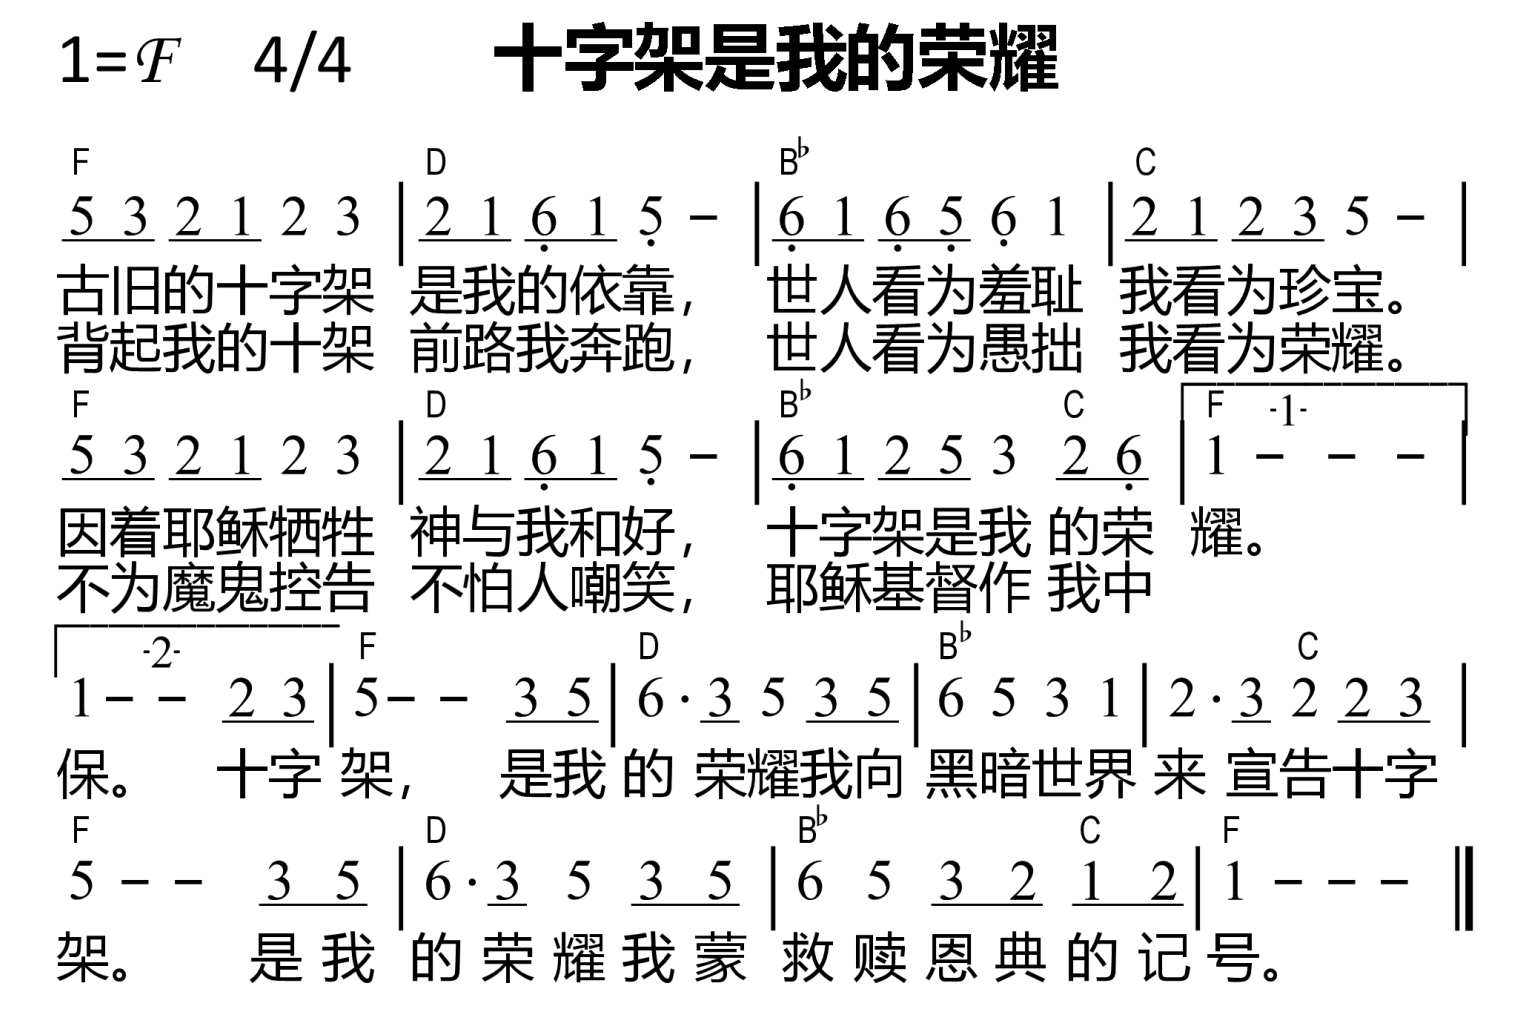 1=F 4/4 十字架是我的荣耀
F D B♭ C
5 3 2 1 2 3 | 2 1 6̣ 1 5̣ – | 6̣ 1 6̣ 5̣ 6̣ 1 | 2 1 2 3 5 – |
古旧的十字架 是我的依靠, 世人看为羞耻 我看为珍宝。
背起我的十架 前路我奔跑, 世人看为愚拙 我看为荣耀。
F D B♭ C F -1-
5 3 2 1 2 3 | 2 1 6̣ 1 5̣ – | 6̣ 1 2 5 3 2 6̣ | 1 – – – |
因着耶稣牺牲 神与我和好, 十字架是我 的荣 耀。
不为魔鬼控告 不怕人嘲笑, 耶稣基督作 我中
-2- F D B♭ C
1 – – 2 3 | 5 – – 3 5 | 6 · 3 5 3 5 | 6 5 3 1 | 2 · 3 2 2 3 |
保。 十字 架, 是我 的 荣耀我向 黑暗世界 来 宣告十字
F D B♭ C F
5 – – 3 5 | 6 · 3 5 3 5 | 6 5 3 2 1 2 | 1 – – – ‖
架。 是 我 的 荣 耀 我 蒙 救 赎 恩 典 的 记 号。